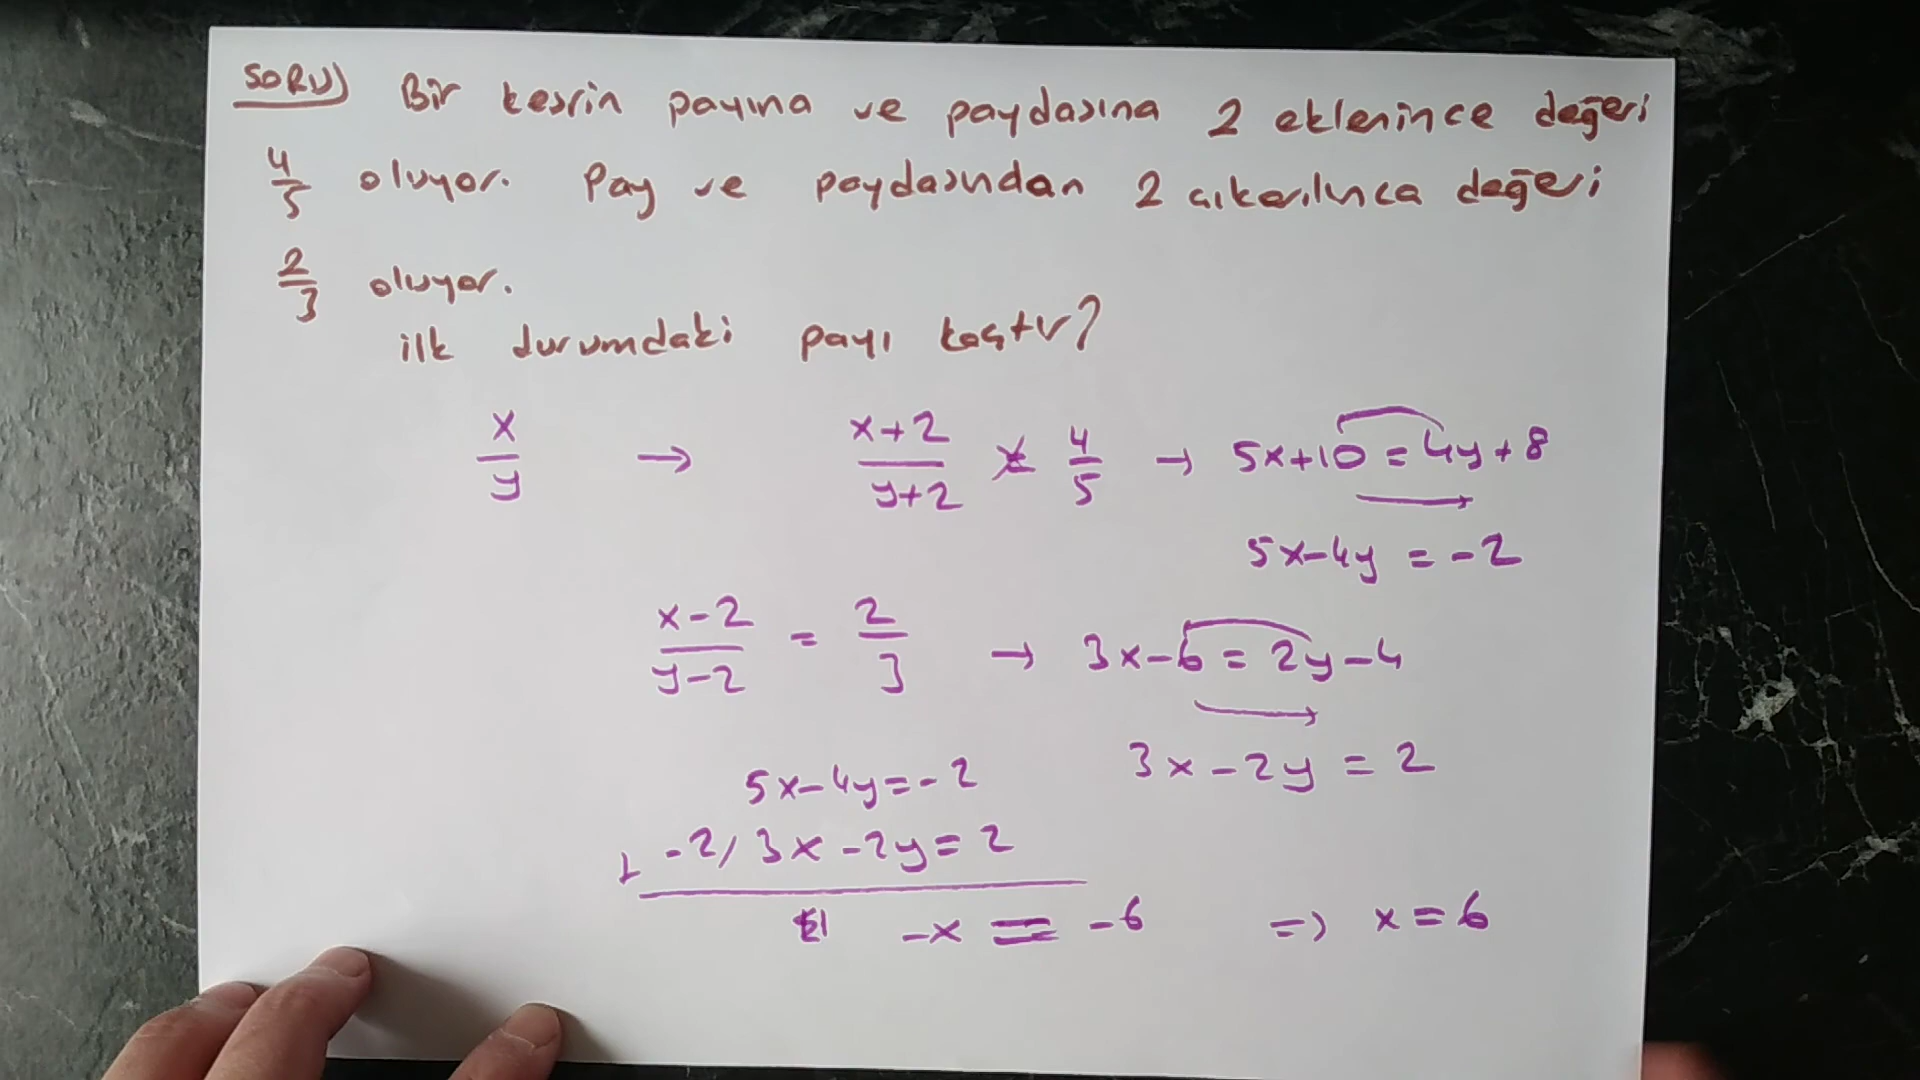 SORU) Bir kesrin payına ve paydasına 2 eklenince değeri
4/5 oluyor. Pay ve paydasından 2 çıkarılınca değeri
2/3 oluyor.
ilk durumdaki payı kaçtır?
x/y → (x+2)/(y+2) = 4/5 → 5x+10 = 4y+8
5x-4y = -2
(x-2)/(y-2) = 2/3 → 3x-6 = 2y-4
3x-2y = 2
5x-4y=-2
+ -2/ 3x-2y=2
-x = -6 => x=6